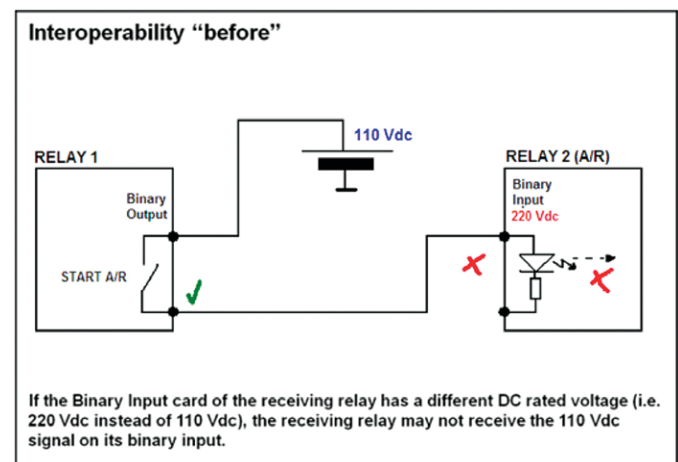 Interoperability “before”
110 Vdc
RELAY 1
RELAY 2 (A/R)
Binary
Output
Binary
Input
220 Vdc
START A/R
If the Binary Input card of the receiving relay has a different DC rated voltage (i.e.
220 Vdc instead of 110 Vdc), the receiving relay may not receive the 110 Vdc
signal on its binary input.